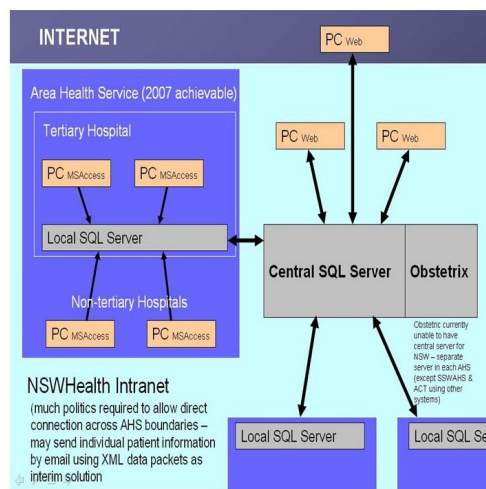 INTERNET
PC Web
Area Health Service (2007 achievable)
Tertiary Hospital
PC MSAccess
PC MSAccess
PC Web
PC Web
Local SQL Server
Central SQL Server
Obstetrix
Non-tertiary Hospitals
PC MSAccess
PC MSAccess
Obstetric currently
unable to have
central server for
NSW – separate
server in each AHS
(except SSWAHS &
ACT using other
systems)
NSWHealth Intranet
(much politics required to allow direct
connection across AHS boundaries –
may send individual patient information
by email using XML data packets as
interim solution
Local SQL Server
Local SQL Se